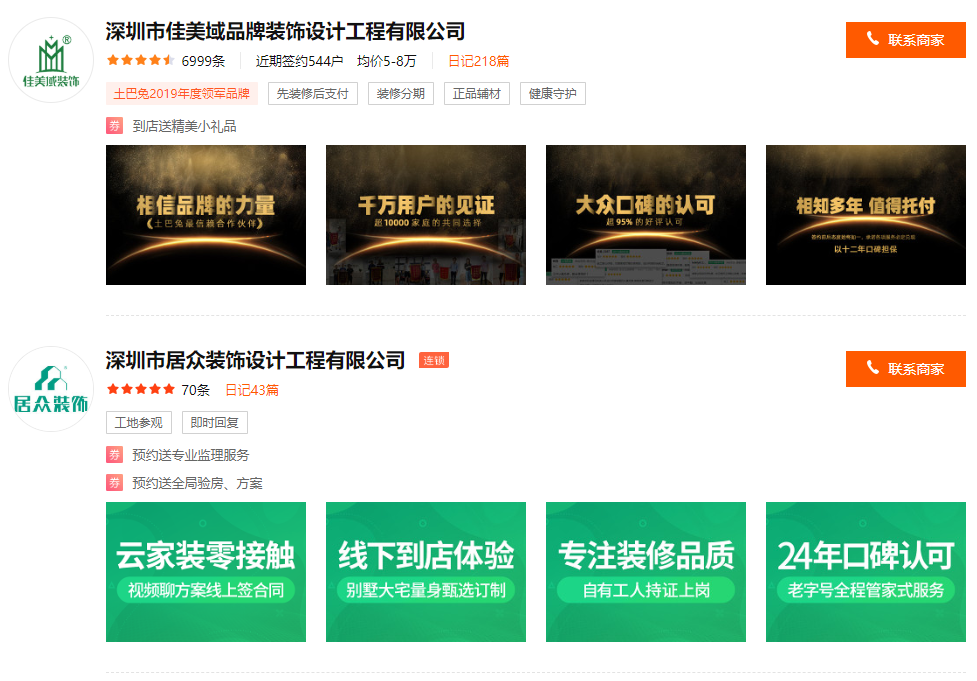 深圳市佳美域品牌装饰设计工程有限公司
联系商家
佳美域装饰
®
6999条 近期签约544户 均价5-8万 日记218篇
土巴兔2019年度领军品牌 先装修后支付 装修分期 正品辅材 健康守护
券 到店送精美小礼品
相信品牌的力量
《土巴兔最信赖合作伙伴》
千万用户的见证
超10000家庭的共同选择
大众口碑的认可
超95%的好评认可
相知多年 值得托付
以十二年口碑担保
深圳市居众装饰设计工程有限公司 连锁
联系商家
居众装饰
70条 日记43篇
工地参观 即时回复
券 预约送专业监理服务
券 预约送全局验房、方案
云家装零接触
视频聊方案线上签合同
线下到店体验
别墅大宅量身甄选订制
专注装修品质
自有工人持证上岗
24年口碑认可
老字号全程管家式服务